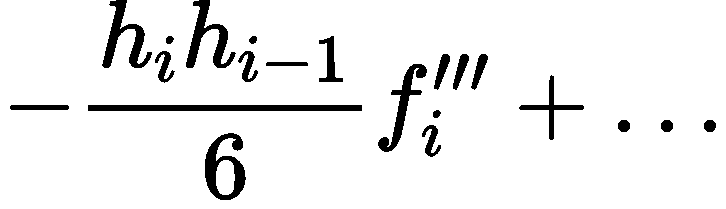 $-\frac{h_i h_{i-1}}{6} f_i''' + \dots$